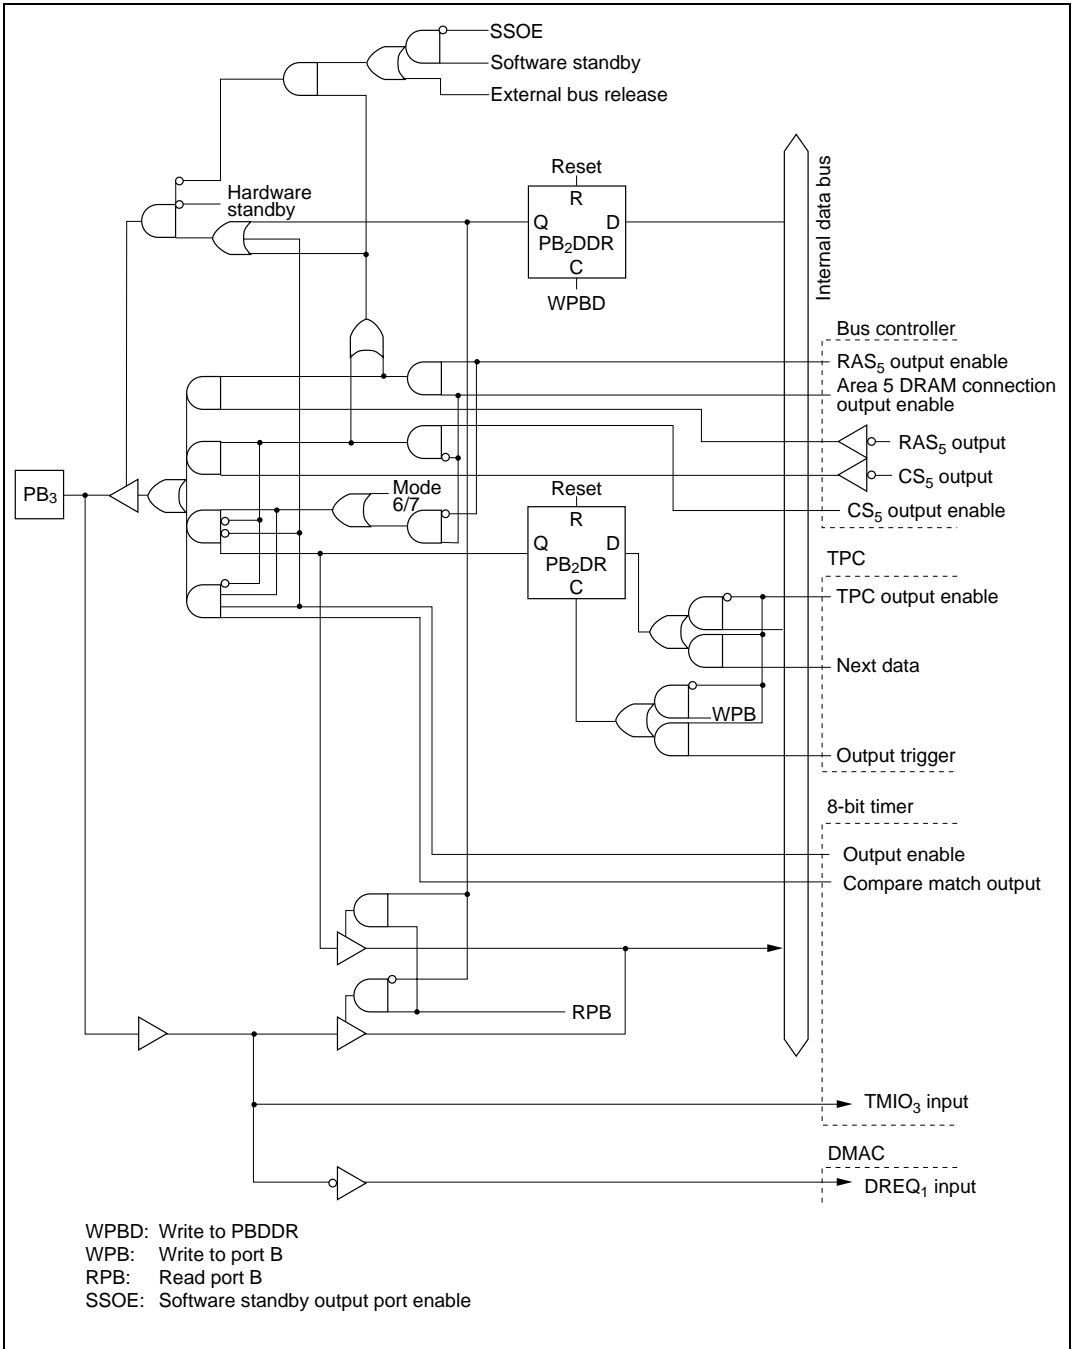 SSOE
Software standby
External bus release
Hardware
standby
Reset
R
Q D
PB₂DDR
C
WPBD
Internal data bus
Bus controller
RAS₅ output enable
Area 5 DRAM connection
output enable
RAS₅ output
CS₅ output
CS₅ output enable
PB₃
Mode
6/7
Reset
R
Q D
PB₂DR
C
TPC
TPC output enable
Next data
WPB
Output trigger
8-bit timer
Output enable
Compare match output
RPB
TMIO₃ input
DMAC
DREQ₁ input
WPBD: Write to PBDDR
WPB: Write to port B
RPB: Read port B
SSOE: Software standby output port enable